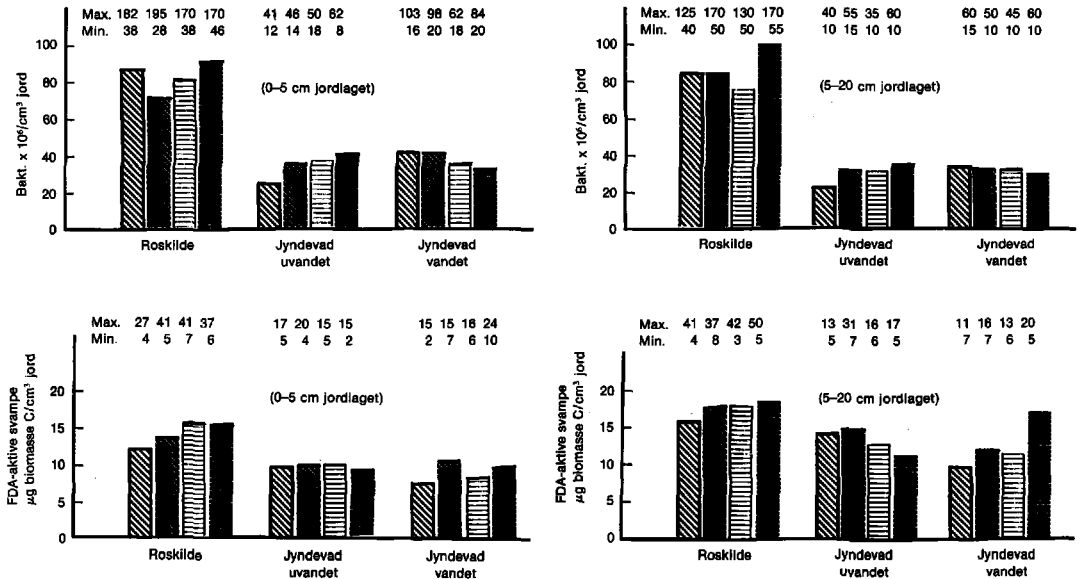 Max. 182 195 170 170 41 46 50 62 103 98 62 84
Min. 38 28 38 46 12 14 18 8 16 20 18 20
100
80
60
40
20
0
Bakt. x 10⁶/cm³ jord
(0–5 cm jordlaget)
Roskilde
Jyndevad
uvandet
Jyndevad
vandet
Max. 125 170 130 170 40 55 35 60 60 50 45 60
Min. 40 50 50 55 10 15 10 10 15 10 10 10
100
80
60
40
20
0
Bakt. x 10⁶/cm³ jord
(5–20 cm jordlaget)
Roskilde
Jyndevad
uvandet
Jyndevad
vandet
Max. 27 41 41 37 17 20 15 15 15 15 18 24
Min. 4 5 7 6 5 4 5 2 2 7 6 10
20
15
10
5
0
FDA-aktive svampe
µg biomasse C/cm³ jord
(0–5 cm jordlaget)
Roskilde
Jyndevad
uvandet
Jyndevad
vandet
Max. 41 37 42 50 13 31 16 17 11 16 13 20
Min. 4 8 3 5 5 7 6 5 7 7 6 5
20
15
10
5
0
FDA-aktive svampe
µg biomasse C/cm³ jord
(5–20 cm jordlaget)
Roskilde
Jyndevad
uvandet
Jyndevad
vandet